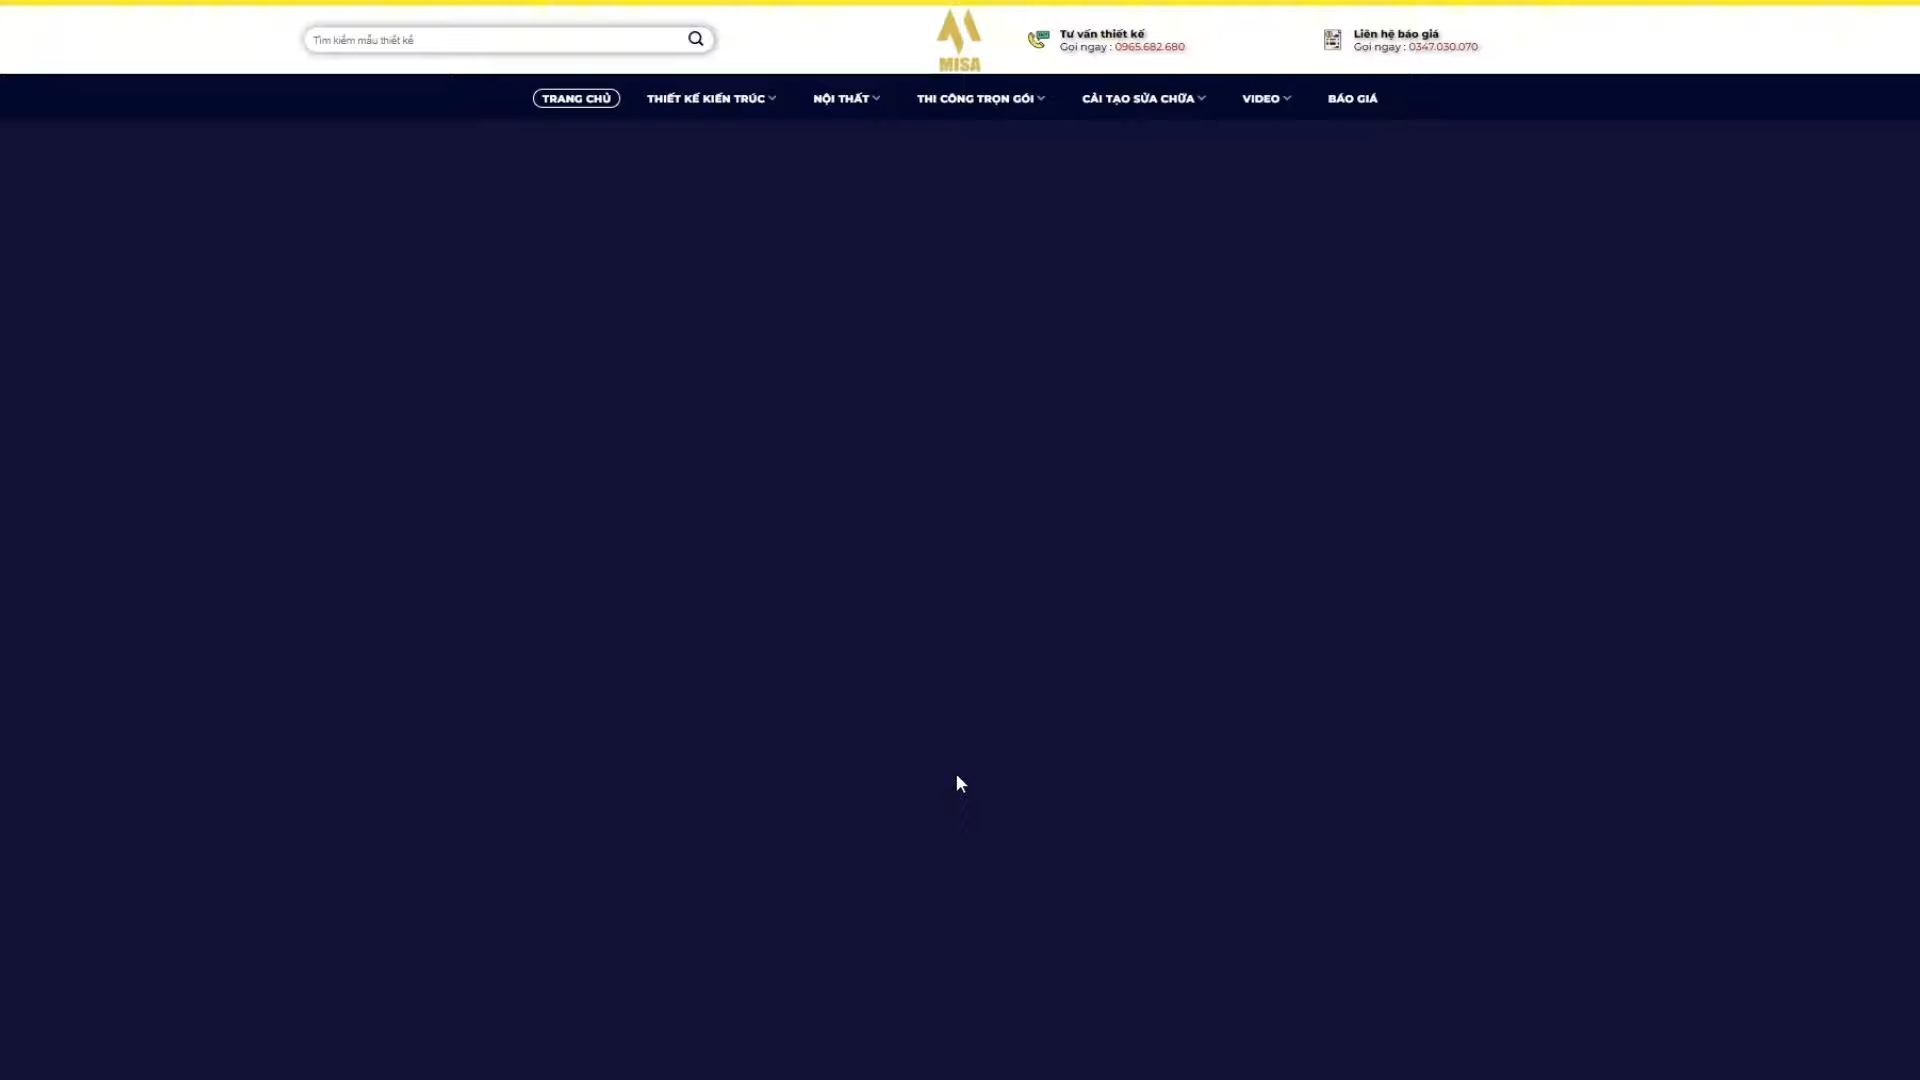 Tìm kiếm mẫu thiết kế
MISA
Tư vấn thiết kế
Gọi ngay : 0965.682.680
Liên hệ báo giá
Gọi ngay : 0347.030.070
TRANG CHỦ
THIẾT KẾ KIẾN TRÚC
NỘI THẤT
THI CÔNG TRỌN GÓI
CẢI TẠO SỬA CHỮA
VIDEO
BÁO GIÁ